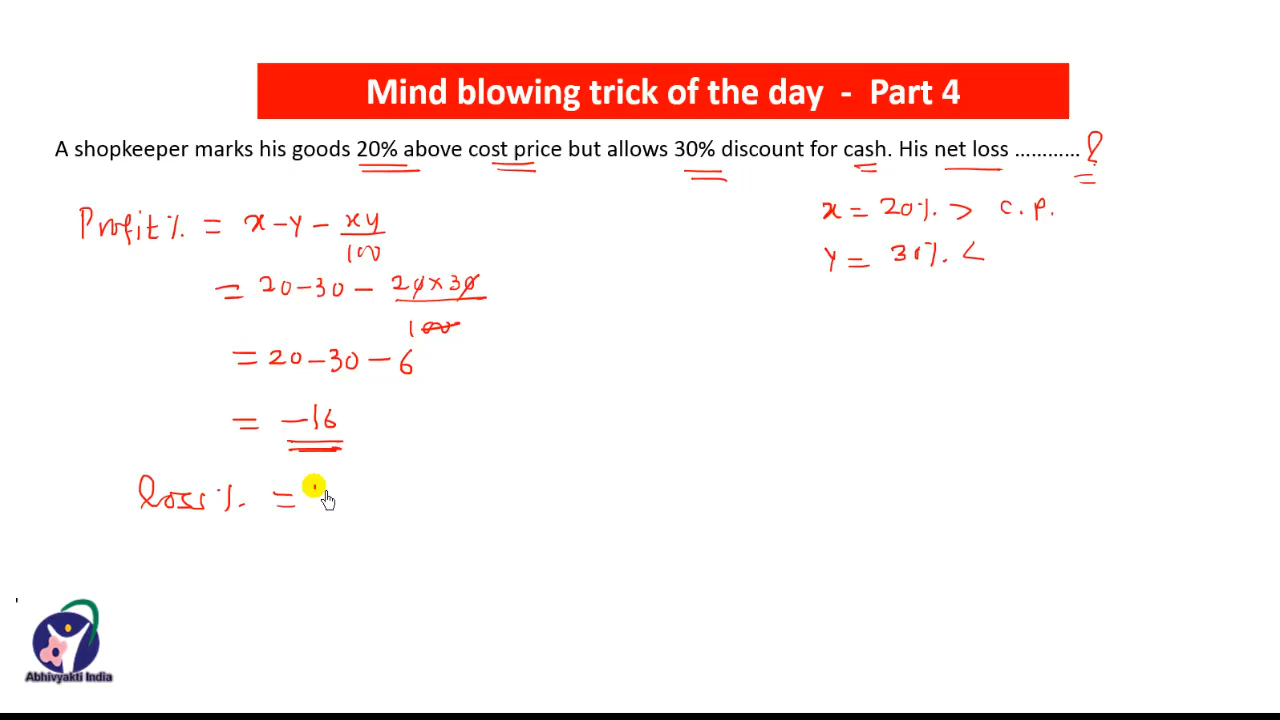 Mind blowing trick of the day - Part 4
A shopkeeper marks his goods 20% above cost price but allows 30% discount for cash. His net loss ............ ?
x = 20% > C.P.
Profit % = x - y - xy/100
y = 30% <
= 20 - 30 - 20 × 30/100
= 20 - 30 - 6
= -16
loss % =
Abhivyakti India